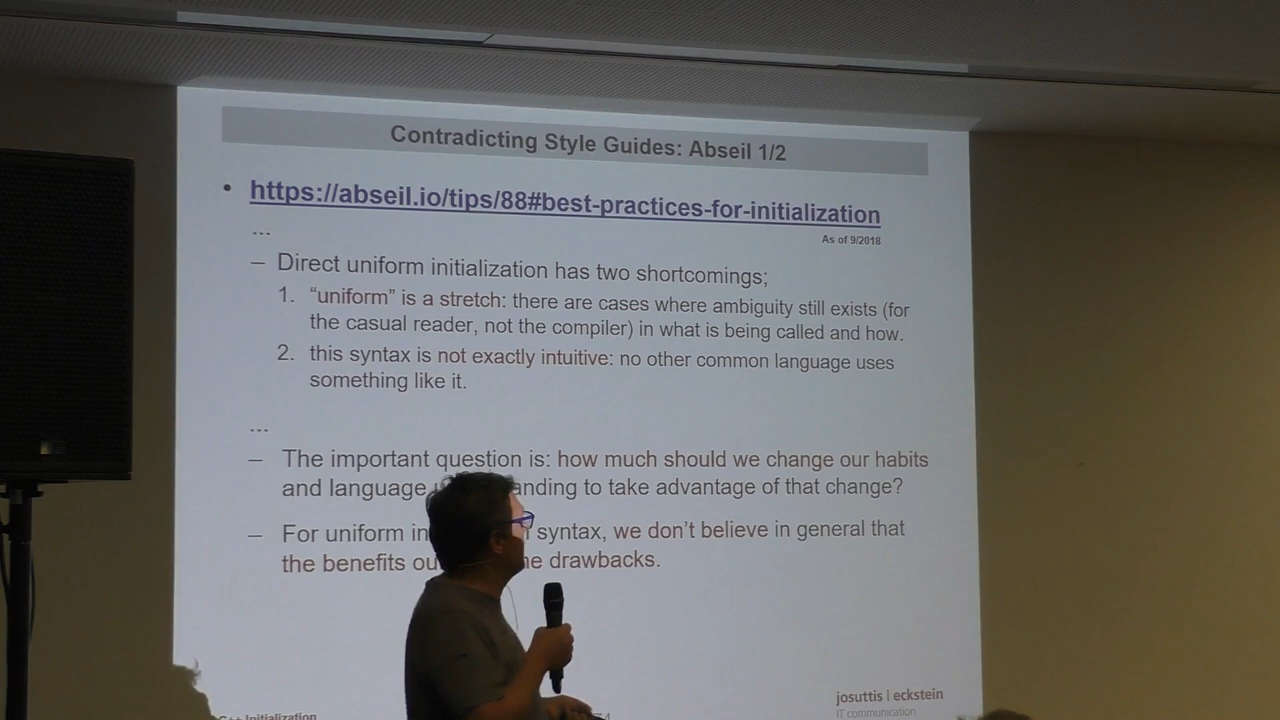 Contradicting Style Guides: Abseil 1/2
• https://abseil.io/tips/88#best-practices-for-initialization
As of 9/2018
...
– Direct uniform initialization has two shortcomings;
1. “uniform” is a stretch: there are cases where ambiguity still exists (for
the casual reader, not the compiler) in what is being called and how.
2. this syntax is not exactly intuitive: no other common language uses
something like it.
...
– The important question is: how much should we change our habits
and language anding to take advantage of that change?
– For uniform in syntax, we don’t believe in general that
the benefits ou e drawbacks.
josuttis | eckstein
IT communication
C++ Initialization